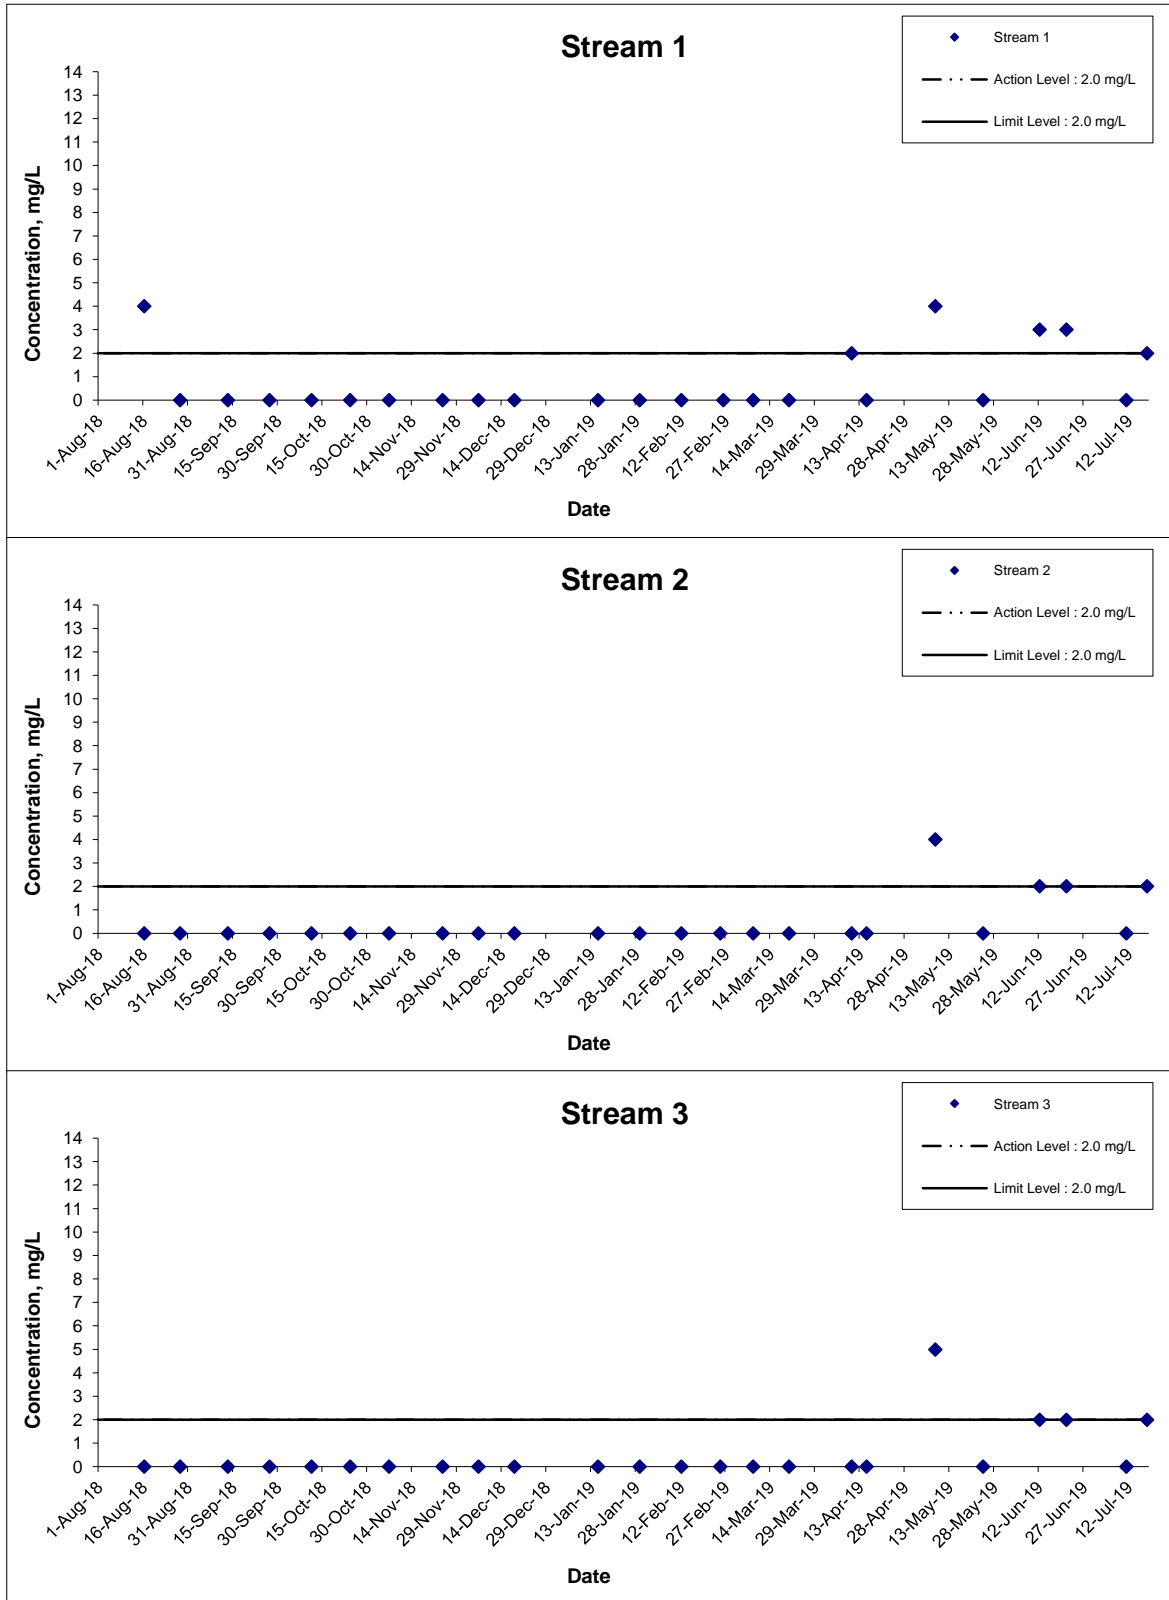 Stream 1
Stream 1
Action Level : 2.0 mg/L
Limit Level : 2.0 mg/L
Concentration, mg/L
14
13
12
11
10
9
8
7
6
5
4
3
2
1
0
1-Aug-18
16-Aug-18
31-Aug-18
15-Sep-18
30-Sep-18
15-Oct-18
30-Oct-18
14-Nov-18
29-Nov-18
14-Dec-18
29-Dec-18
13-Jan-19
28-Jan-19
12-Feb-19
27-Feb-19
14-Mar-19
29-Mar-19
13-Apr-19
28-Apr-19
13-May-19
28-May-19
12-Jun-19
27-Jun-19
12-Jul-19
Date
Stream 2
Stream 2
Action Level : 2.0 mg/L
Limit Level : 2.0 mg/L
Concentration, mg/L
14
13
12
11
10
9
8
7
6
5
4
3
2
1
0
1-Aug-18
16-Aug-18
31-Aug-18
15-Sep-18
30-Sep-18
15-Oct-18
30-Oct-18
14-Nov-18
29-Nov-18
14-Dec-18
29-Dec-18
13-Jan-19
28-Jan-19
12-Feb-19
27-Feb-19
14-Mar-19
29-Mar-19
13-Apr-19
28-Apr-19
13-May-19
28-May-19
12-Jun-19
27-Jun-19
12-Jul-19
Date
Stream 3
Stream 3
Action Level : 2.0 mg/L
Limit Level : 2.0 mg/L
Concentration, mg/L
14
13
12
11
10
9
8
7
6
5
4
3
2
1
0
1-Aug-18
16-Aug-18
31-Aug-18
15-Sep-18
30-Sep-18
15-Oct-18
30-Oct-18
14-Nov-18
29-Nov-18
14-Dec-18
29-Dec-18
13-Jan-19
28-Jan-19
12-Feb-19
27-Feb-19
14-Mar-19
29-Mar-19
13-Apr-19
28-Apr-19
13-May-19
28-May-19
12-Jun-19
27-Jun-19
12-Jul-19
Date